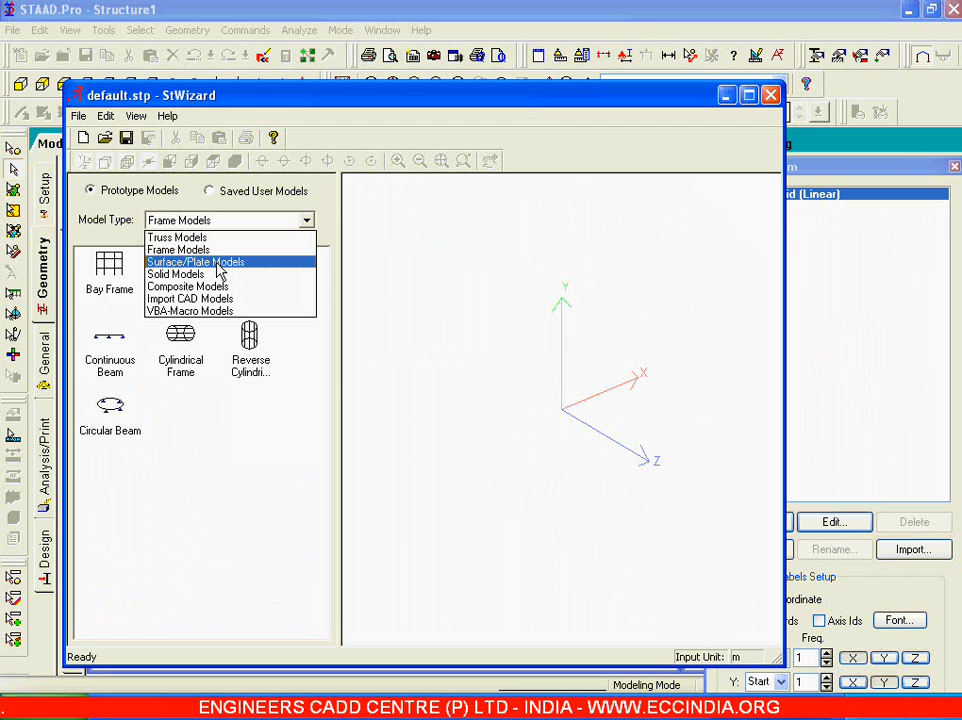 STAAD.Pro - Structure1
File Edit View Tools Select Geometry Commands Analyze Mode Window Help
default.stp - StWizard
File Edit View Help
Prototype Models Saved User Models
Model Type: Frame Models
Truss Models
Frame Models
Surface/Plate Models
Solid Models
Composite Models
Import CAD Models
VBA-Macro Models
Bay Frame
Continuous Beam
Cylindrical Frame
Reverse Cylindri...
Circular Beam
Y
X
Z
Ready
Input Unit: m
Setup
Geometry
General
Analysis/Print
Design
(Linear)
Edit... Delete
Rename... Import...
abels Setup
Axis Ids Font...
Freq.
1 X Y Z
Y: Start 1 X Y Z
Modeling Mode
ENGINEERS CADD CENTRE (P) LTD - INDIA - WWW.ECCINDIA.ORG